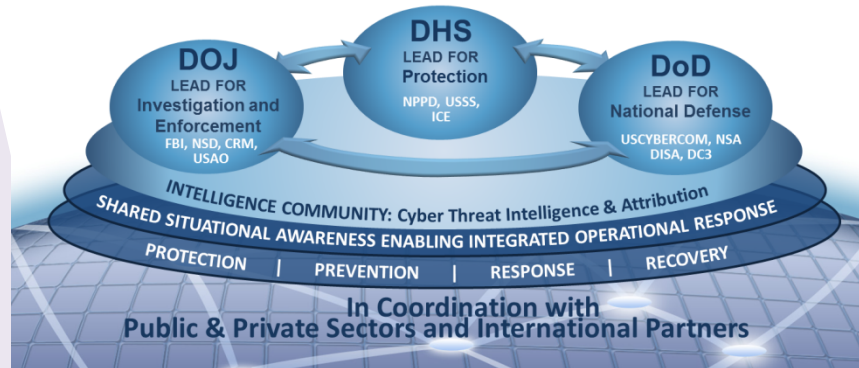 DOJ
LEAD FOR
Investigation and
Enforcement
FBI, NSD, CRM,
USAO
DHS
LEAD FOR
Protection
NPPD, USSS,
ICE
DoD
LEAD FOR
National Defense
USCYBERCOM, NSA
DISA, DC3
INTELLIGENCE COMMUNITY: Cyber Threat Intelligence & Attribution
SHARED SITUATIONAL AWARENESS ENABLING INTEGRATED OPERATIONAL RESPONSE
PROTECTION | PREVENTION | RESPONSE | RECOVERY
In Coordination with
Public & Private Sectors and International Partners